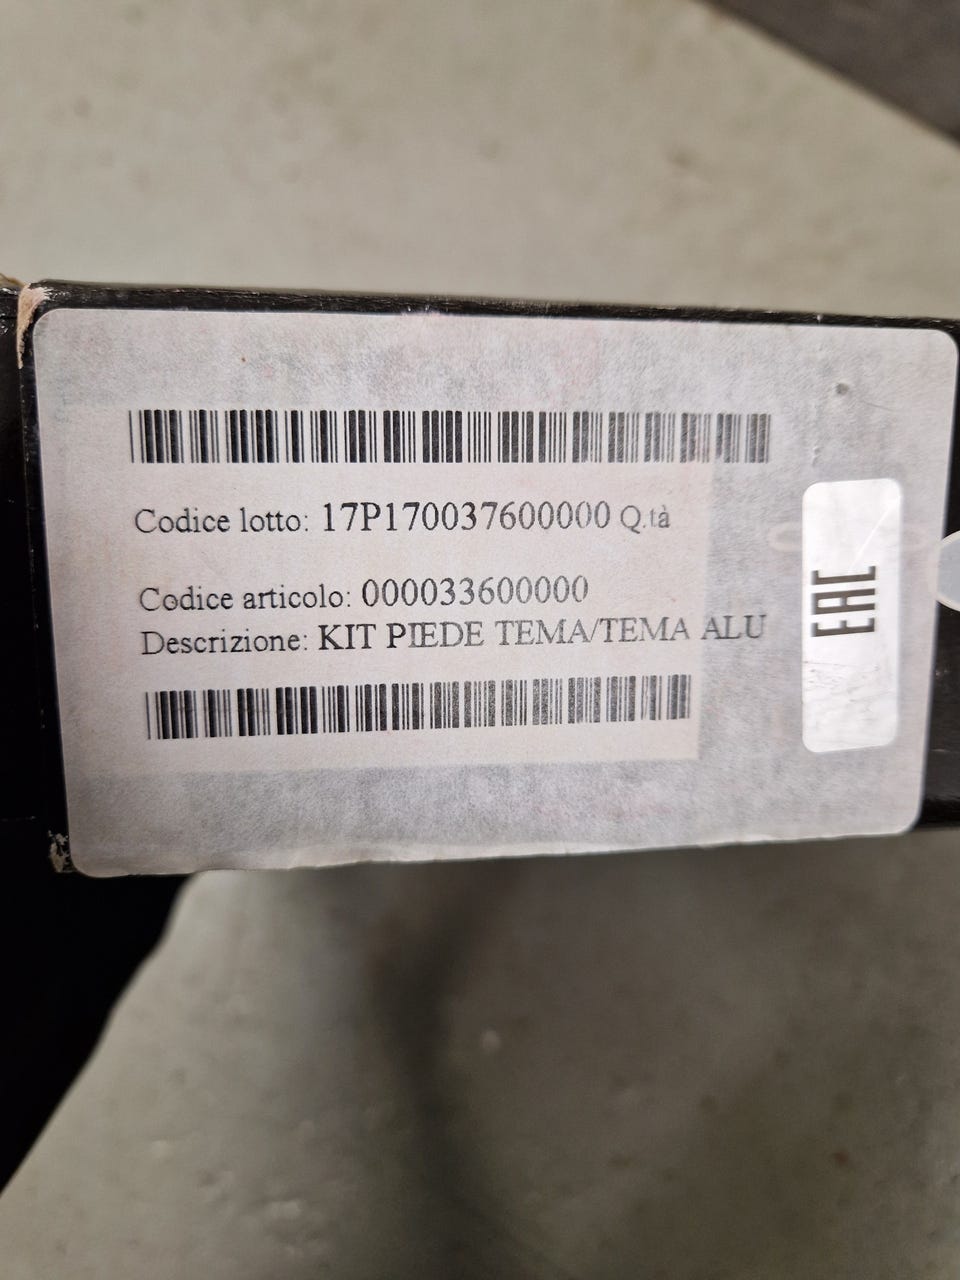 Codice lotto: 17P170037600000 Q.tà
Codice articolo: 000033600000
Descrizione: KIT PIEDE TEMA/TEMA ALU
EAC